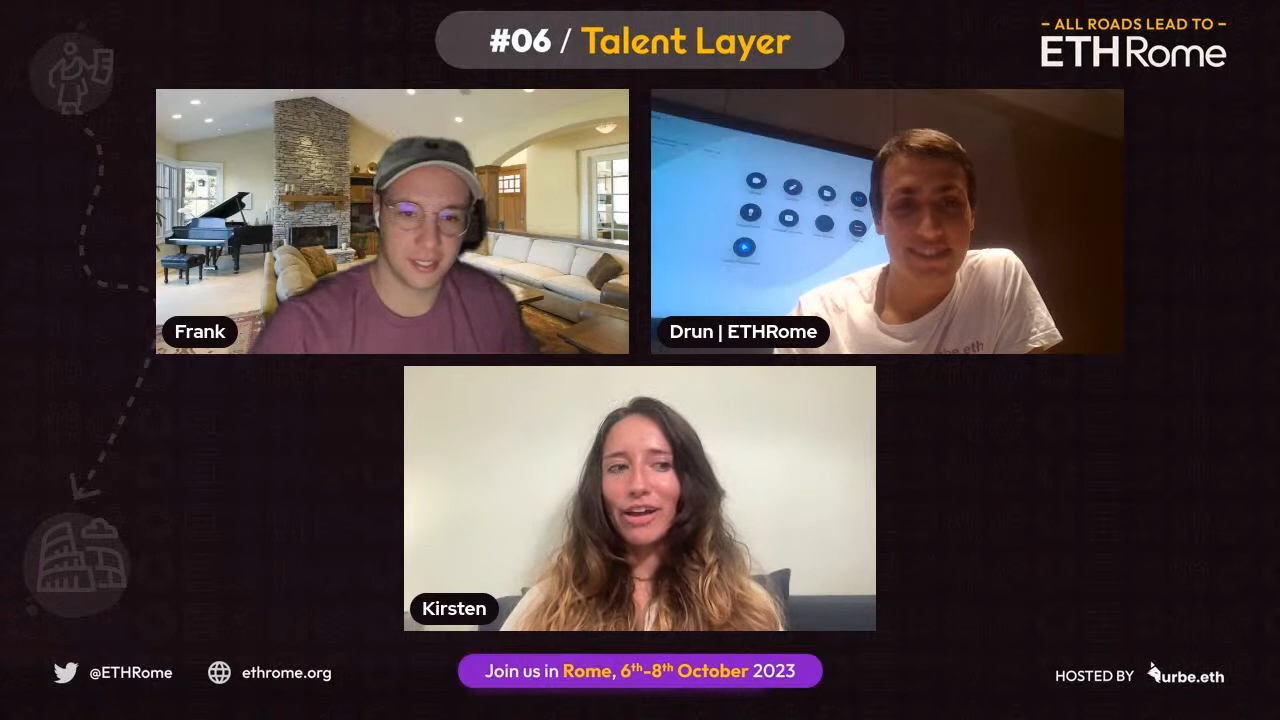 #06 / Talent Layer
– ALL ROADS LEAD TO –
ETHRome
Frank
Drun | ETHRome
Kirsten
@ETHRome
ethrome.org
Join us in Rome, 6th-8th October 2023
HOSTED BY urbe.eth